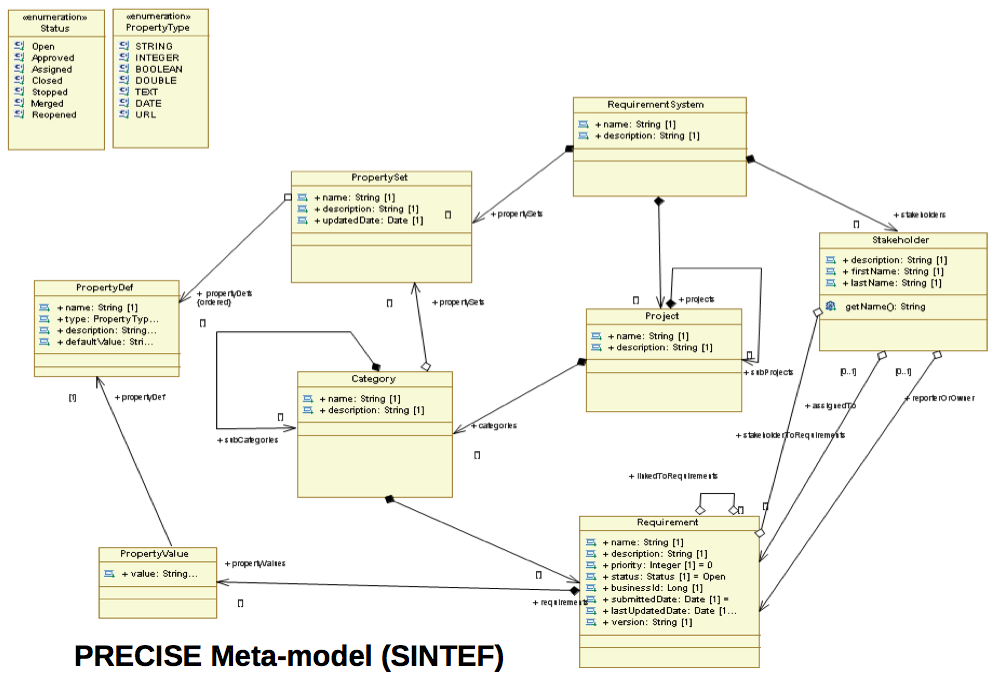 «enumeration»
Status
Open
Approved
Assigned
Closed
Stopped
Merged
Reopened
«enumeration»
PropertyType
STRING
INTEGER
BOOLEAN
DOUBLE
TEXT
DATE
URL
RequirementSystem
+ name: String [1]
+ description: String [1]
PropertySet
+ name: String [1]
+ description: String [1]
+ updatedDate: Date [1]
[]
+ propertySets
+ stakeholders
[]
Stakeholder
+ description: String [1]
+ firstName: String [1]
+ lastName: String [1]
getName(): String
PropertyDef
+ name: String [1]
+ type: PropertyTyp...
+ description: String...
+ defaultValue: Stri...
+ propertyDefs
{ordered}
[]
[]
+ propertySets
[]
+ projects
Project
+ name: String [1]
+ description: String [1]
[]
+ subProjects
Category
+ name: String [1]
+ description: String [1]
[]
+ subCategories
+ categories
[]
[1]
+ propertyDef
[0..1]
[0..1]
+ assignedTo
+ reporterOrOwner
+ stakeholderToRequirements
+ linkedToRequirements
[]
[]
Requirement
+ name: String [1]
+ description: String [1]
+ priority: Integer [1] = 0
+ status: Status [1] = Open
+ businessId: Long [1]
+ submittedDate: Date [1] =
+ lastUpdatedDate: Date [1...
+ version: String [1]
PropertyValue
+ value: String...
+ propertyValues
[]
[]
+ requirements
PRECISE Meta-model (SINTEF)